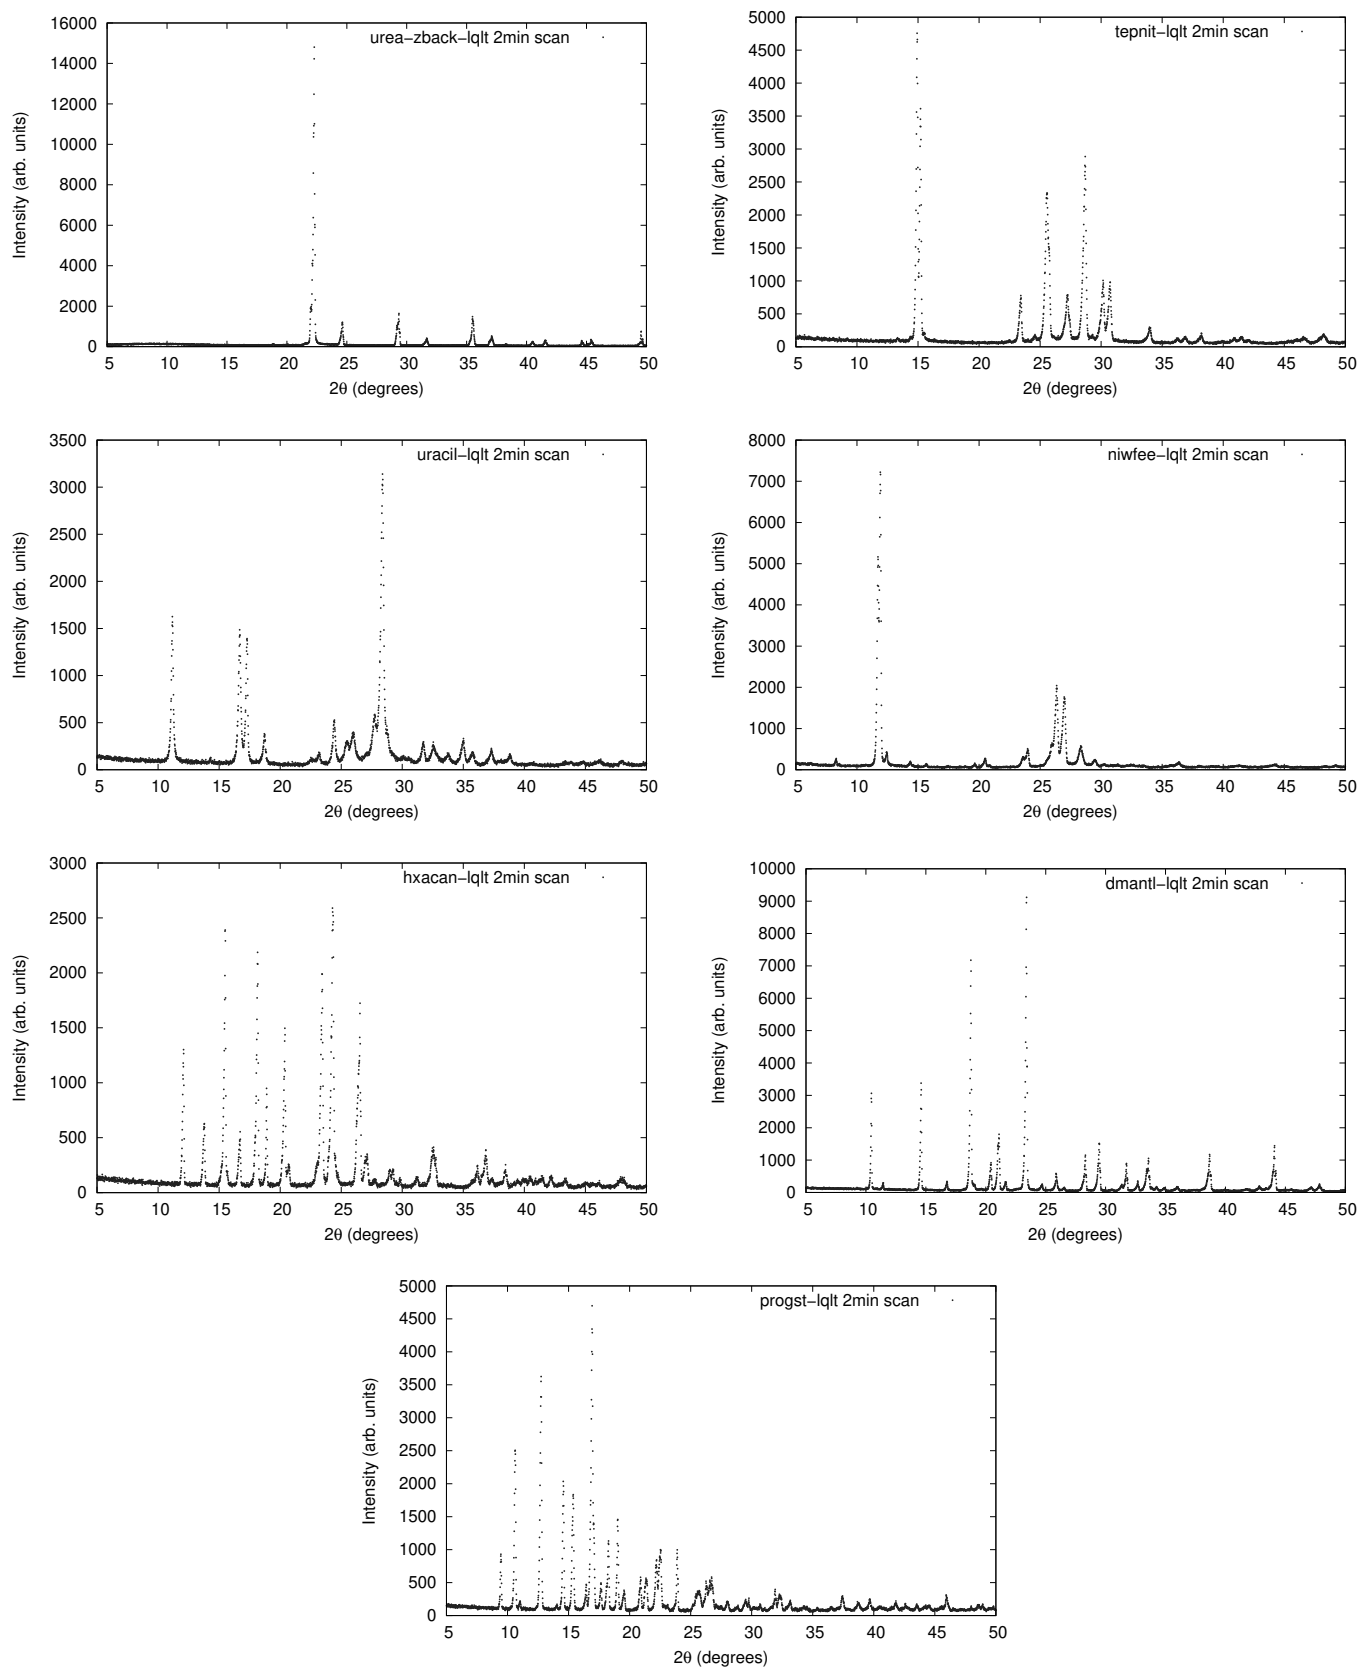 urea−zback−lqlt 2min scan
Intensity (arb. units)
16000
14000
12000
10000
8000
6000
4000
2000
0
5 10 15 20 25 30 35 40 45 50
2θ (degrees)
tepnit−lqlt 2min scan
Intensity (arb. units)
5000
4500
4000
3500
3000
2500
2000
1500
1000
500
0
5 10 15 20 25 30 35 40 45 50
2θ (degrees)
uracil−lqlt 2min scan
Intensity (arb. units)
3500
3000
2500
2000
1500
1000
500
0
5 10 15 20 25 30 35 40 45 50
2θ (degrees)
niwfee−lqlt 2min scan
Intensity (arb. units)
8000
7000
6000
5000
4000
3000
2000
1000
0
5 10 15 20 25 30 35 40 45 50
2θ (degrees)
hxacan−lqlt 2min scan
Intensity (arb. units)
3000
2500
2000
1500
1000
500
0
5 10 15 20 25 30 35 40 45 50
2θ (degrees)
dmantl−lqlt 2min scan
Intensity (arb. units)
10000
9000
8000
7000
6000
5000
4000
3000
2000
1000
0
5 10 15 20 25 30 35 40 45 50
2θ (degrees)
progst−lqlt 2min scan
Intensity (arb. units)
5000
4500
4000
3500
3000
2500
2000
1500
1000
500
0
5 10 15 20 25 30 35 40 45 50
2θ (degrees)